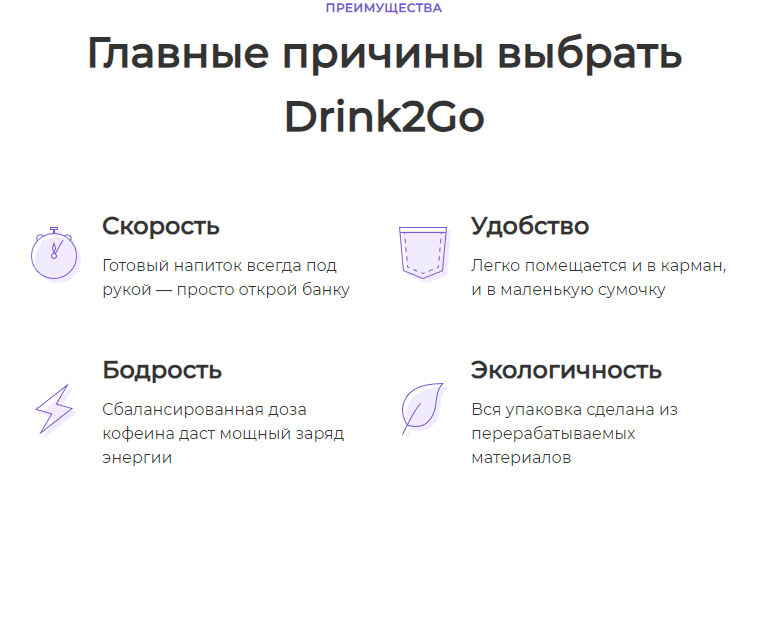 ПРЕИМУЩЕСТВА
Главные причины выбрать
Drink2Go
Скорость
Готовый напиток всегда под
рукой — просто открой банку
Удобство
Легко помещается и в карман,
и в маленькую сумочку
Бодрость
Сбалансированная доза
кофеина даст мощный заряд
энергии
Экологичность
Вся упаковка сделана из
перерабатываемых
материалов